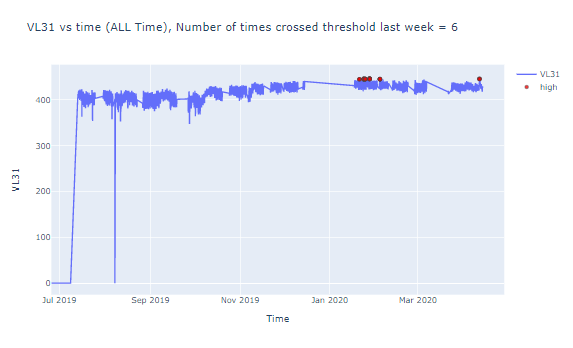 VL31 vs time (ALL Time), Number of times crossed threshold last week = 6
VL31
high
400
300
200
100
0
VL31
Jul 2019
Sep 2019
Nov 2019
Jan 2020
Mar 2020
Time